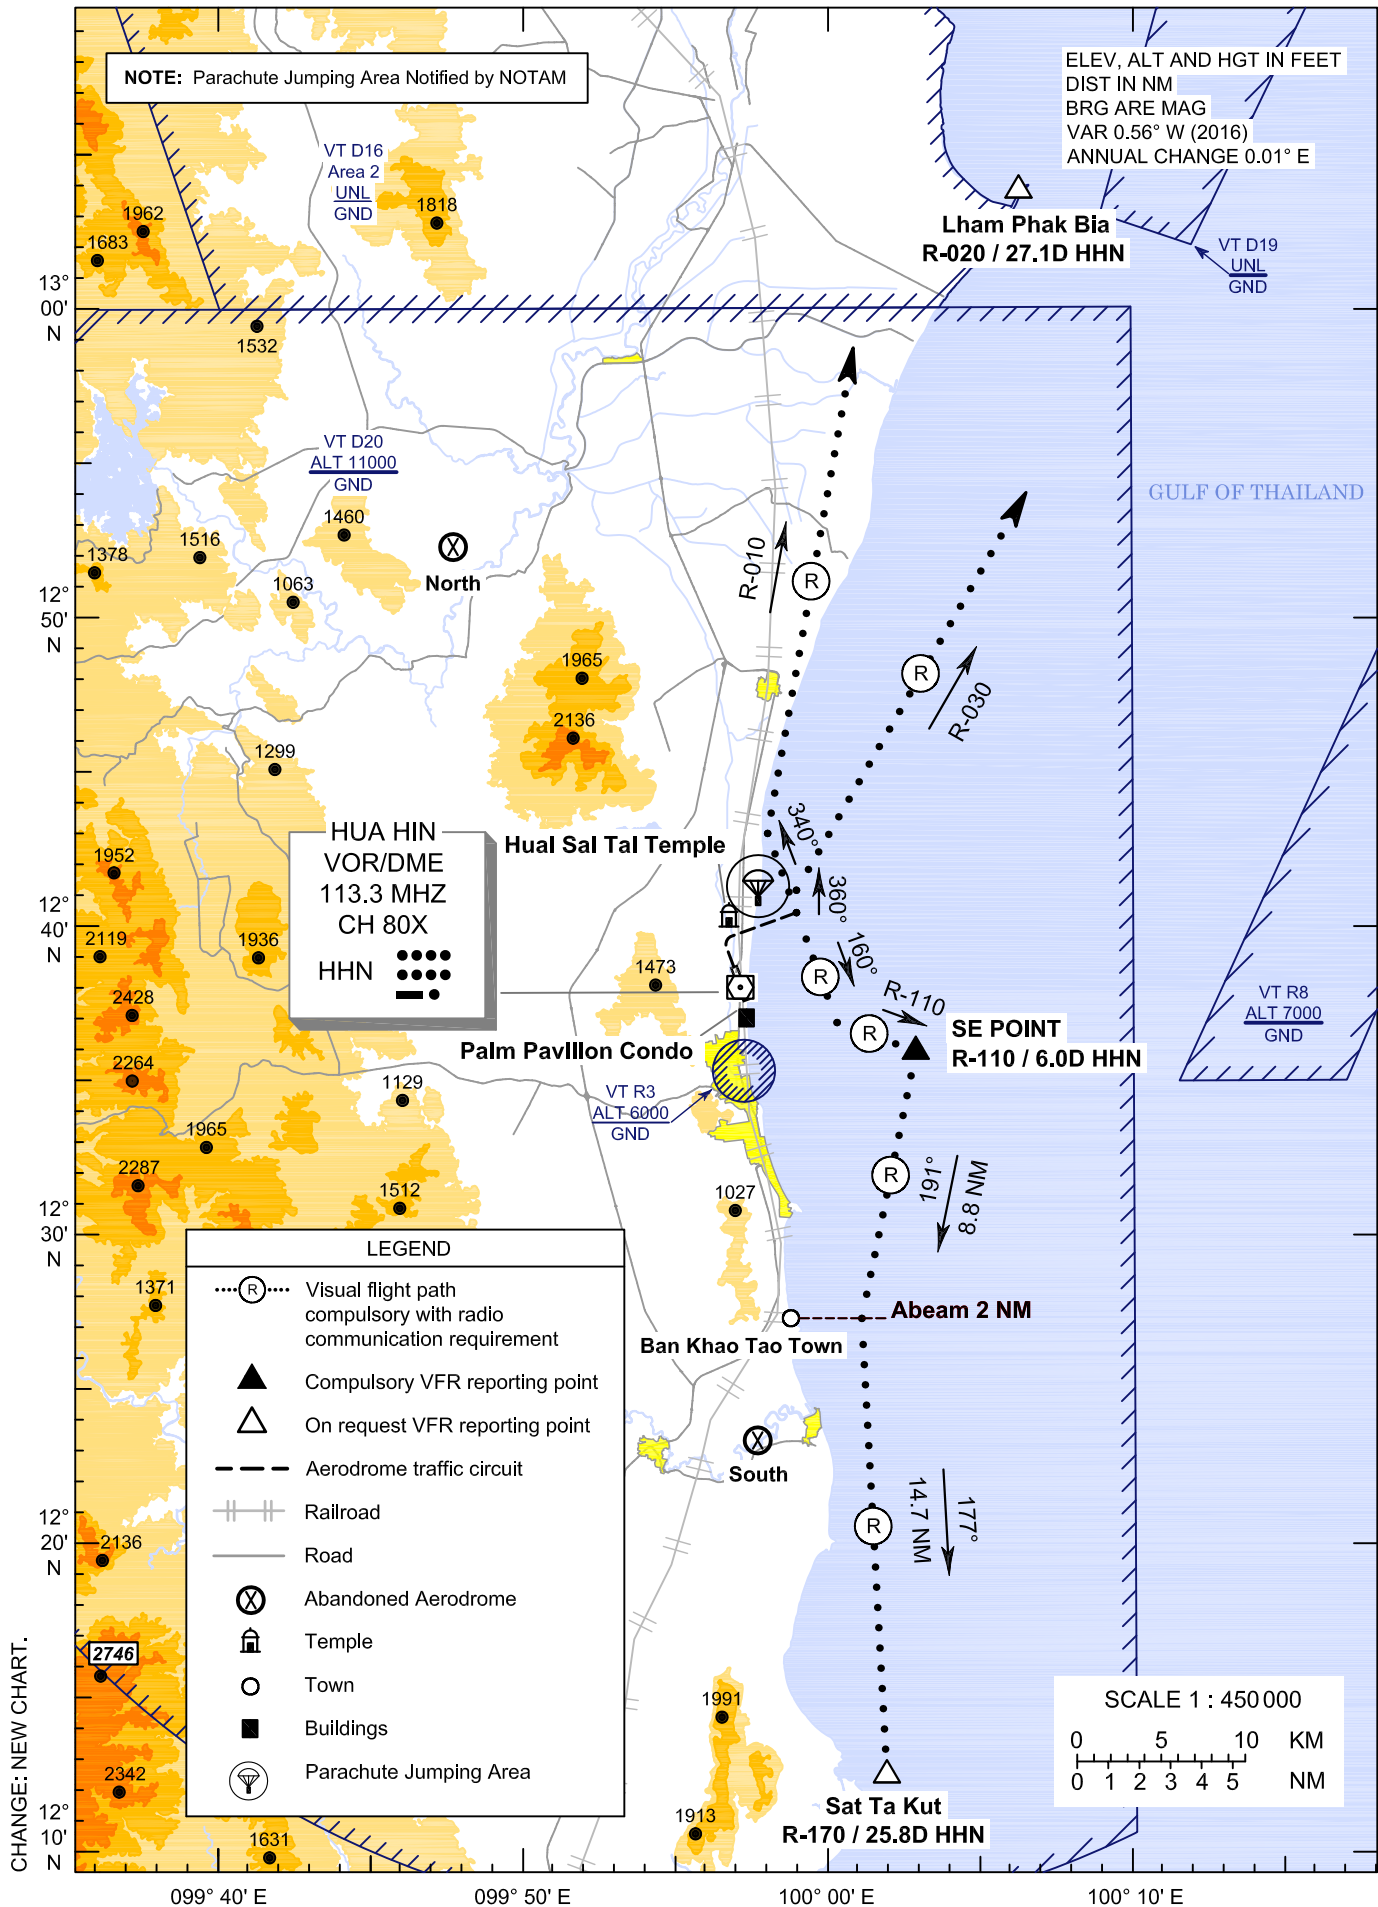 NOTE: Parachute Jumping Area Notified by NOTAM
ELEV, ALT AND HGT IN FEET
DIST IN NM
BRG ARE MAG
VAR 0.56° W (2016)
ANNUAL CHANGE 0.01° E
VT D16
Area 2
UNL
GND
1818
1962
1683
Lham Phak Bia
R-020 / 27.1D HHN
VT D19
UNL
GND
13°
00'
N
1532
VT D20
ALT 11000
GND
GULF OF THAILAND
1460
1516
1378
1063
North
R-010
12°
50'
N
1965
2136
R-030
1299
R
R
HUA HIN
VOR/DME
113.3 MHZ
CH 80X
HHN
Hual Sal Tal Temple
340°
360°
160°
1952
12°
40'
N
2119
1936
1473
2428
R
R-110
R
SE POINT
R-110 / 6.0D HHN
VT R8
ALT 7000
GND
Palm Pavlllon Condo
2264
1129
VT R3
ALT 6000
GND
1965
2287
1512
1027
R
191°
8.8 NM
12°
30'
N
LEGEND
R
Visual flight path
compulsory with radio
communication requirement
Compulsory VFR reporting point
On request VFR reporting point
Aerodrome traffic circuit
Railroad
Road
Abandoned Aerodrome
Temple
Town
Buildings
Parachute Jumping Area
1371
Abeam 2 NM
Ban Khao Tao Town
South
R
14.7 NM
177°
12°
20'
N
2136
2746
1991
2342
1913
1631
Sat Ta Kut
R-170 / 25.8D HHN
SCALE 1 : 450 000
0 5 10 KM
0 1 2 3 4 5 NM
12°
10'
N
CHANGE: NEW CHART.
099° 40' E
099° 50' E
100° 00' E
100° 10' E